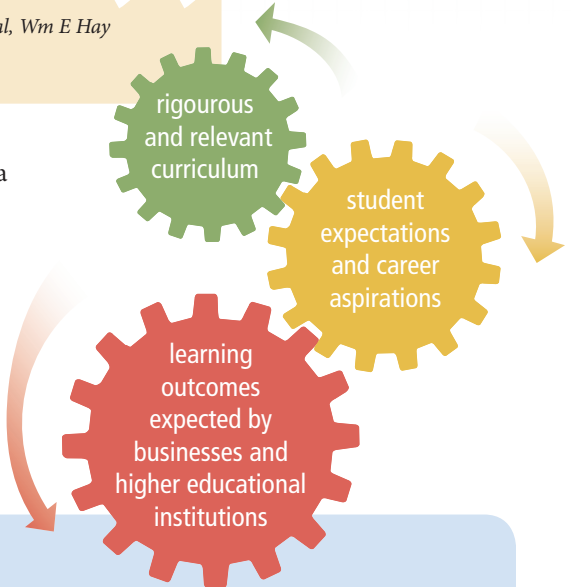 al, Wm E Hay
rigourous
and relevant
curriculum
a
student
expectations
and career
aspirations
learning
outcomes
expected by
businesses and
higher educational
institutions